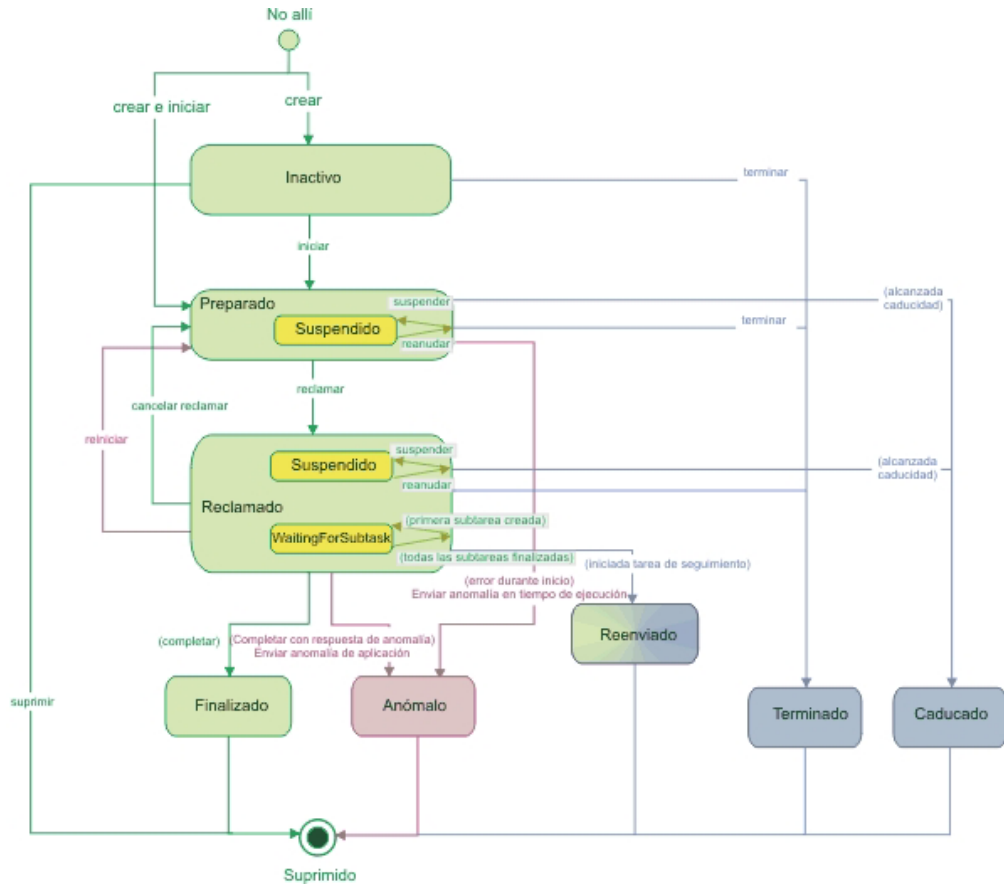 No allí
crear e iniciar
crear
Inactivo
terminar
iniciar
Preparado
suspender
(alcanzada
caducidad)
Suspendido
terminar
reanudar
reclamar
cancelar reclamar
reiniciar
suspender
Suspendido
(alcanzada
caducidad)
reanudar
Reclamado
(primera subtarea creada)
WaitingForSubtask
(todas las subtareas finalizadas)
(iniciada tarea de seguimiento)
(error durante inicio)
Enviar anomalía en tiempo de ejecución
Reenviado
(completar)
(Completar con respuesta de anomalía)
Enviar anomalía de aplicación
suprimir
Finalizado
Anómalo
Terminado
Caducado
Suprimido